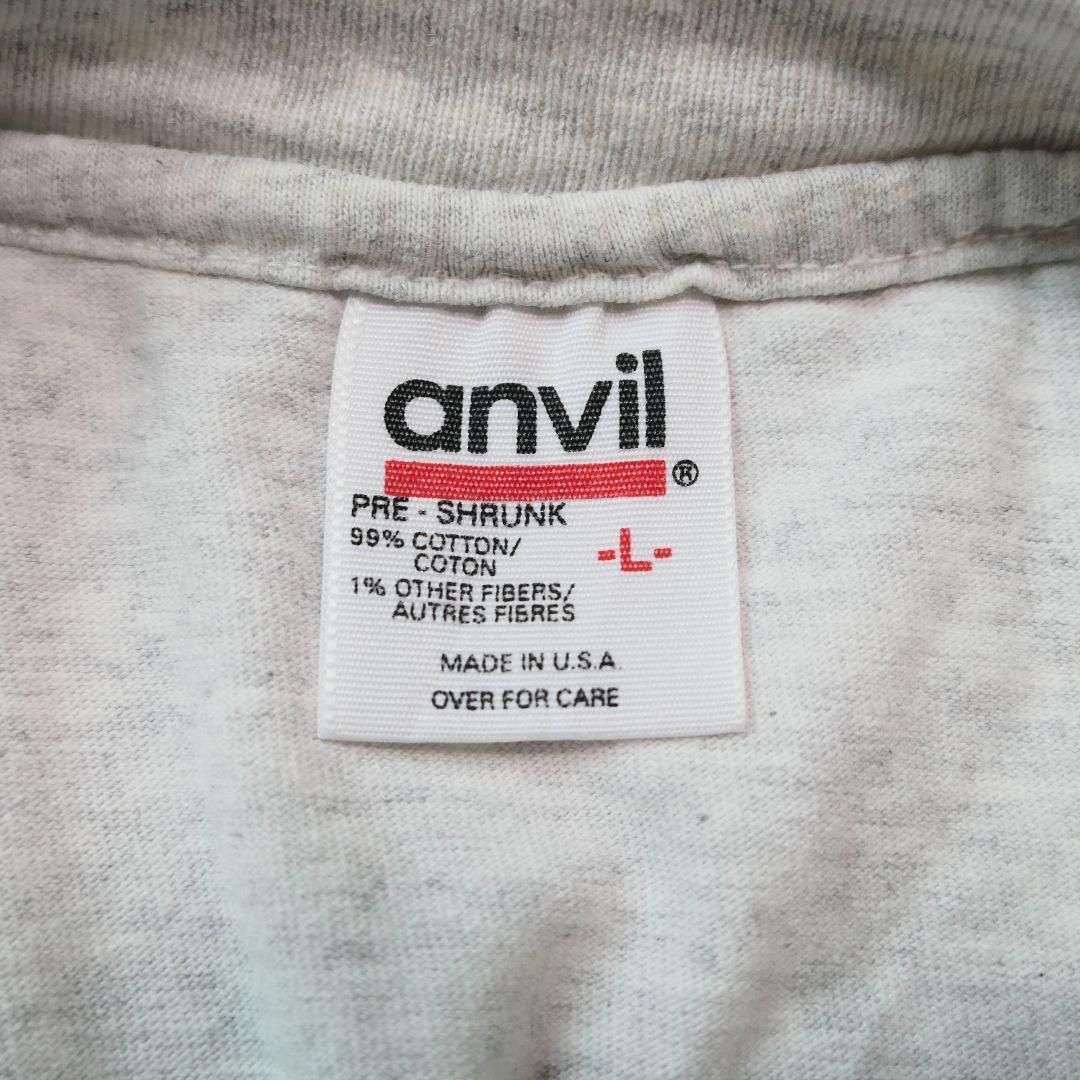 anvil
®
PRE - SHRUNK
99% COTTON/
COTON
-L-
1% OTHER FIBERS/
AUTRES FIBRES
MADE IN U.S.A.
OVER FOR CARE